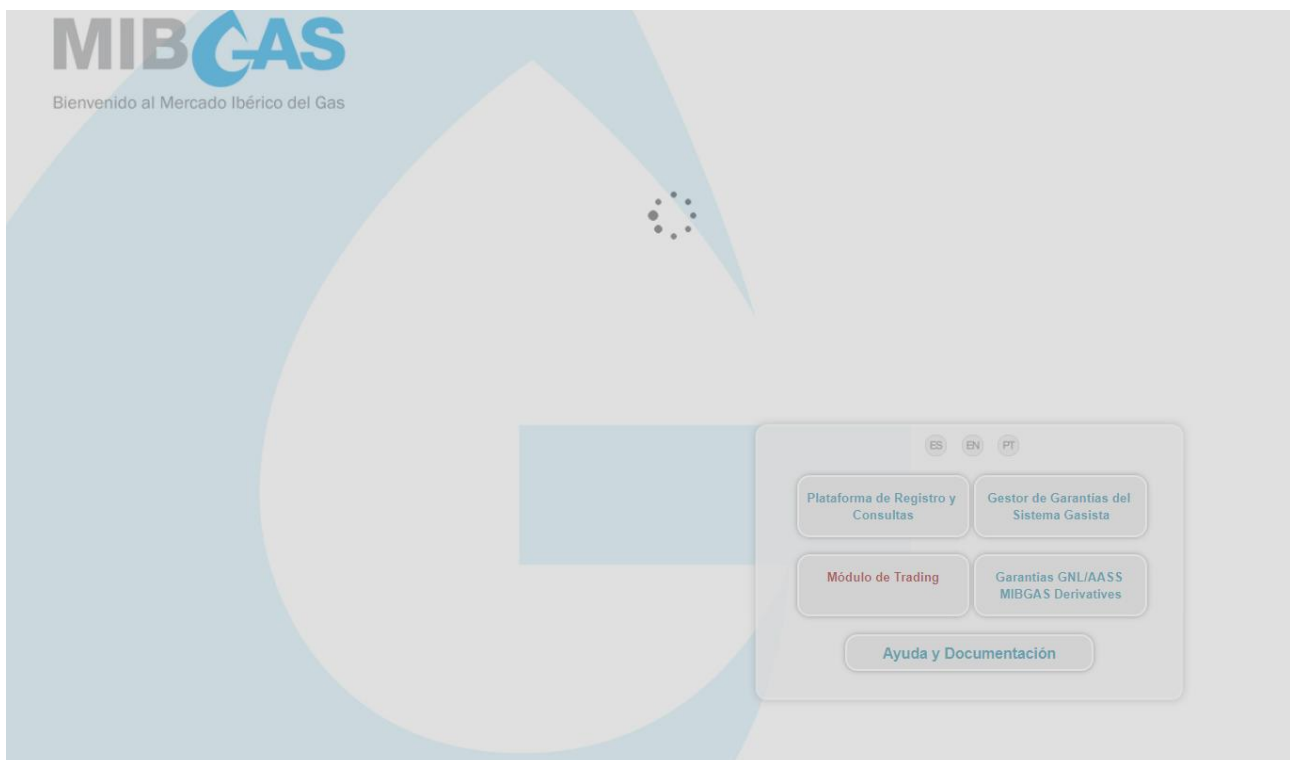 MIBGAS
Bienvenido al Mercado Ibérico del Gas
ES EN PT
Plataforma de Registro y
Consultas
Gestor de Garantías del
Sistema Gasista
Módulo de Trading
Garantías GNL/AASS
MIBGAS Derivatives
Ayuda y Documentación